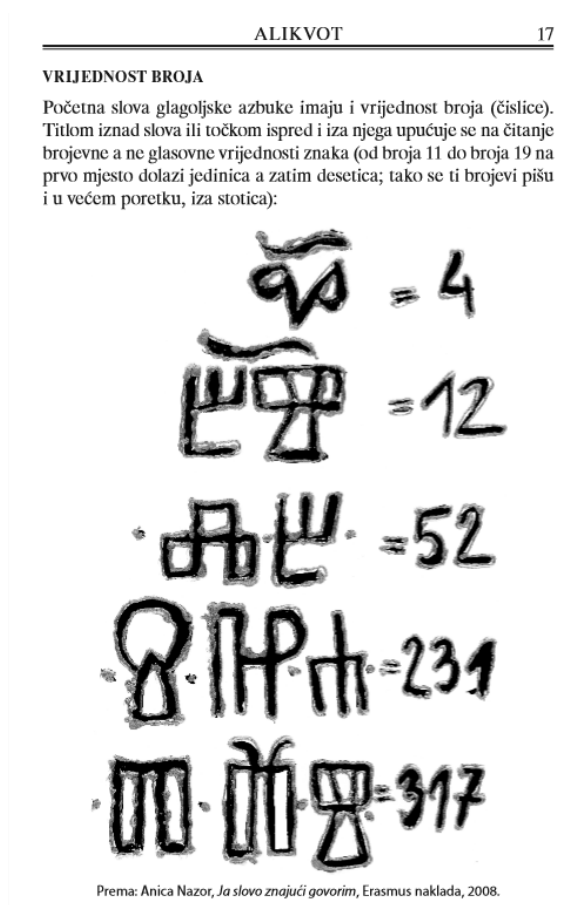 ALIKVOT 17
VRIJEDNOST BROJA
Početna slova glagoljske azbuke imaju i vrijednost broja (čislice).
Titlom iznad slova ili točkom ispred i iza njega upućuje se na čitanje
brojevne a ne glasovne vrijednosti znaka (od broja 11 do broja 19 na
prvo mjesto dolazi jedinica a zatim desetica; tako se ti brojevi pišu
i u većem poretku, iza stotica):
Ⰳ҃ = 4
Ⰱ҃Ⰹ = 12
·ⰎⰁ· = 52
·Ⱄ·Ⰼ·Ⰰ· = 231
·Ⱅ·Ⰶ·Ⰹ = 317
Prema: Anica Nazor, Ja slovo znajući govorim, Erasmus naklada, 2008.